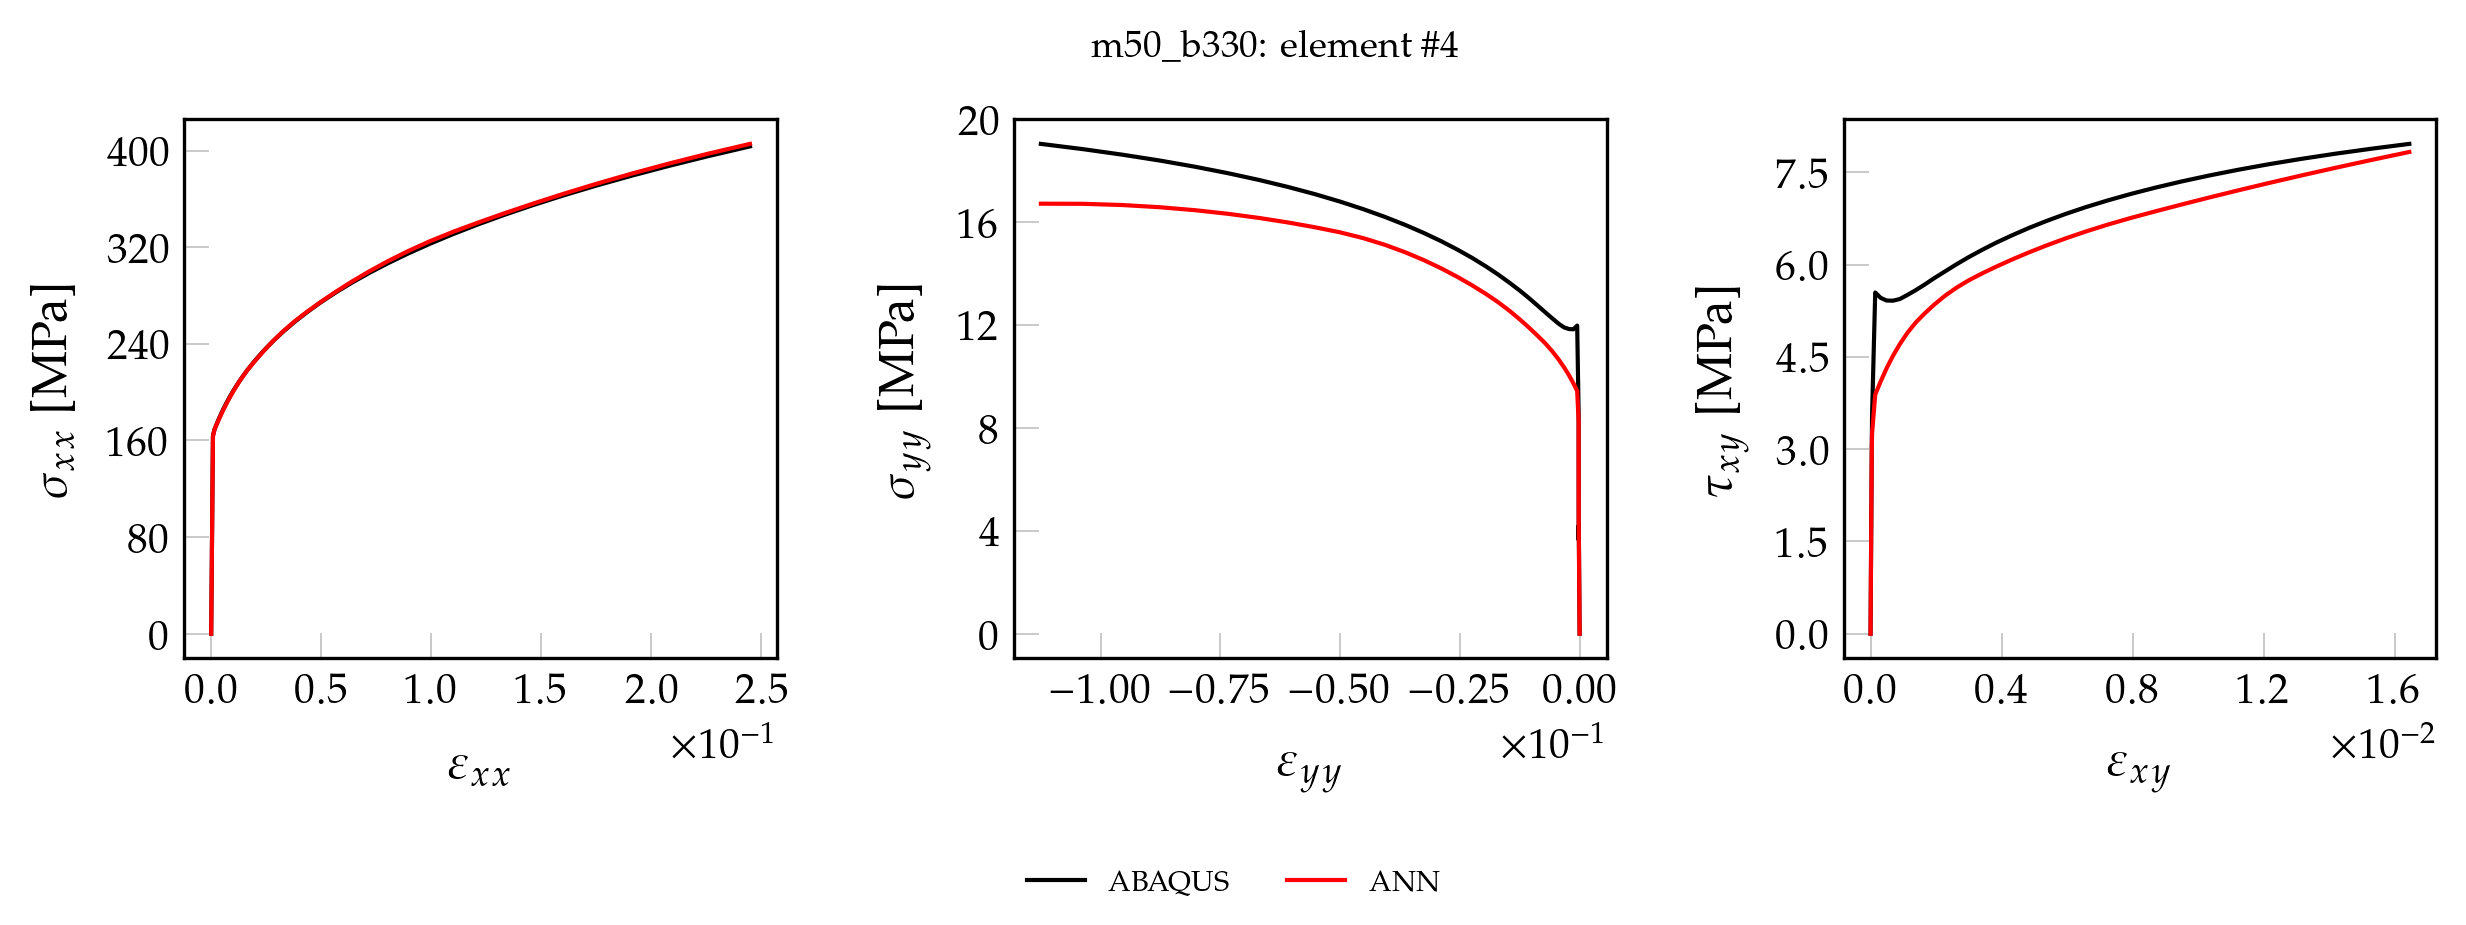 m50_b330: element #4
σxx [MPa]
400
320
240
160
80
0
0.0 0.5 1.0 1.5 2.0 2.5
×10−1
εxx
σyy [MPa]
20
16
12
8
4
0
−1.00 −0.75 −0.50 −0.25 0.00
×10−1
εyy
τxy [MPa]
7.5
6.0
4.5
3.0
1.5
0.0
0.0 0.4 0.8 1.2 1.6
×10−2
εxy
ABAQUS ANN